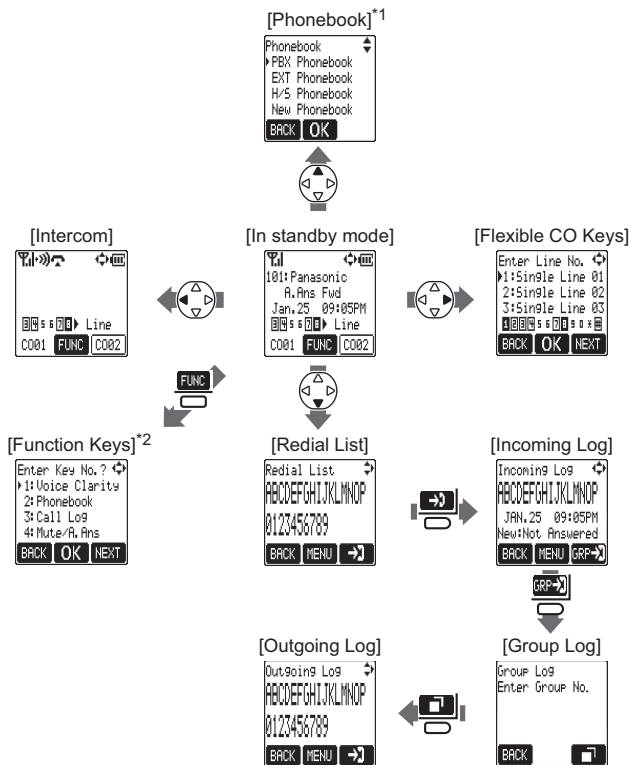 [Phonebook]*1
Phonebook
PBX Phonebook
EXT Phonebook
H/S Phonebook
New Phonebook
BACK OK
[Intercom]
Line
CO01 FUNC CO02
[In standby mode]
101:Panasonic
A.Ans Fwd
Jan.25 09:05PM
Line
CO01 FUNC CO02
[Flexible CO Keys]
Enter Line No.
1:Single Line 01
2:Single Line 02
3:Single Line 03
BACK OK NEXT
FUNC
[Function Keys]*2
Enter Key No.?
1:Voice Clarity
2:Phonebook
3:Call Log
4:Mute/A.Ans
BACK OK NEXT
[Redial List]
Redial List
ABCDEFGHIJKLMNOP
0123456789
BACK MENU
[Incoming Log]
Incoming Log
ABCDEFGHIJKLMNOP
JAN.25 09:05PM
New:Not Answered
BACK MENU GRP
GRP
[Outgoing Log]
Outgoing Log
ABCDEFGHIJKLMNOP
0123456789
BACK MENU
[Group Log]
Group Log
Enter Group No.
BACK